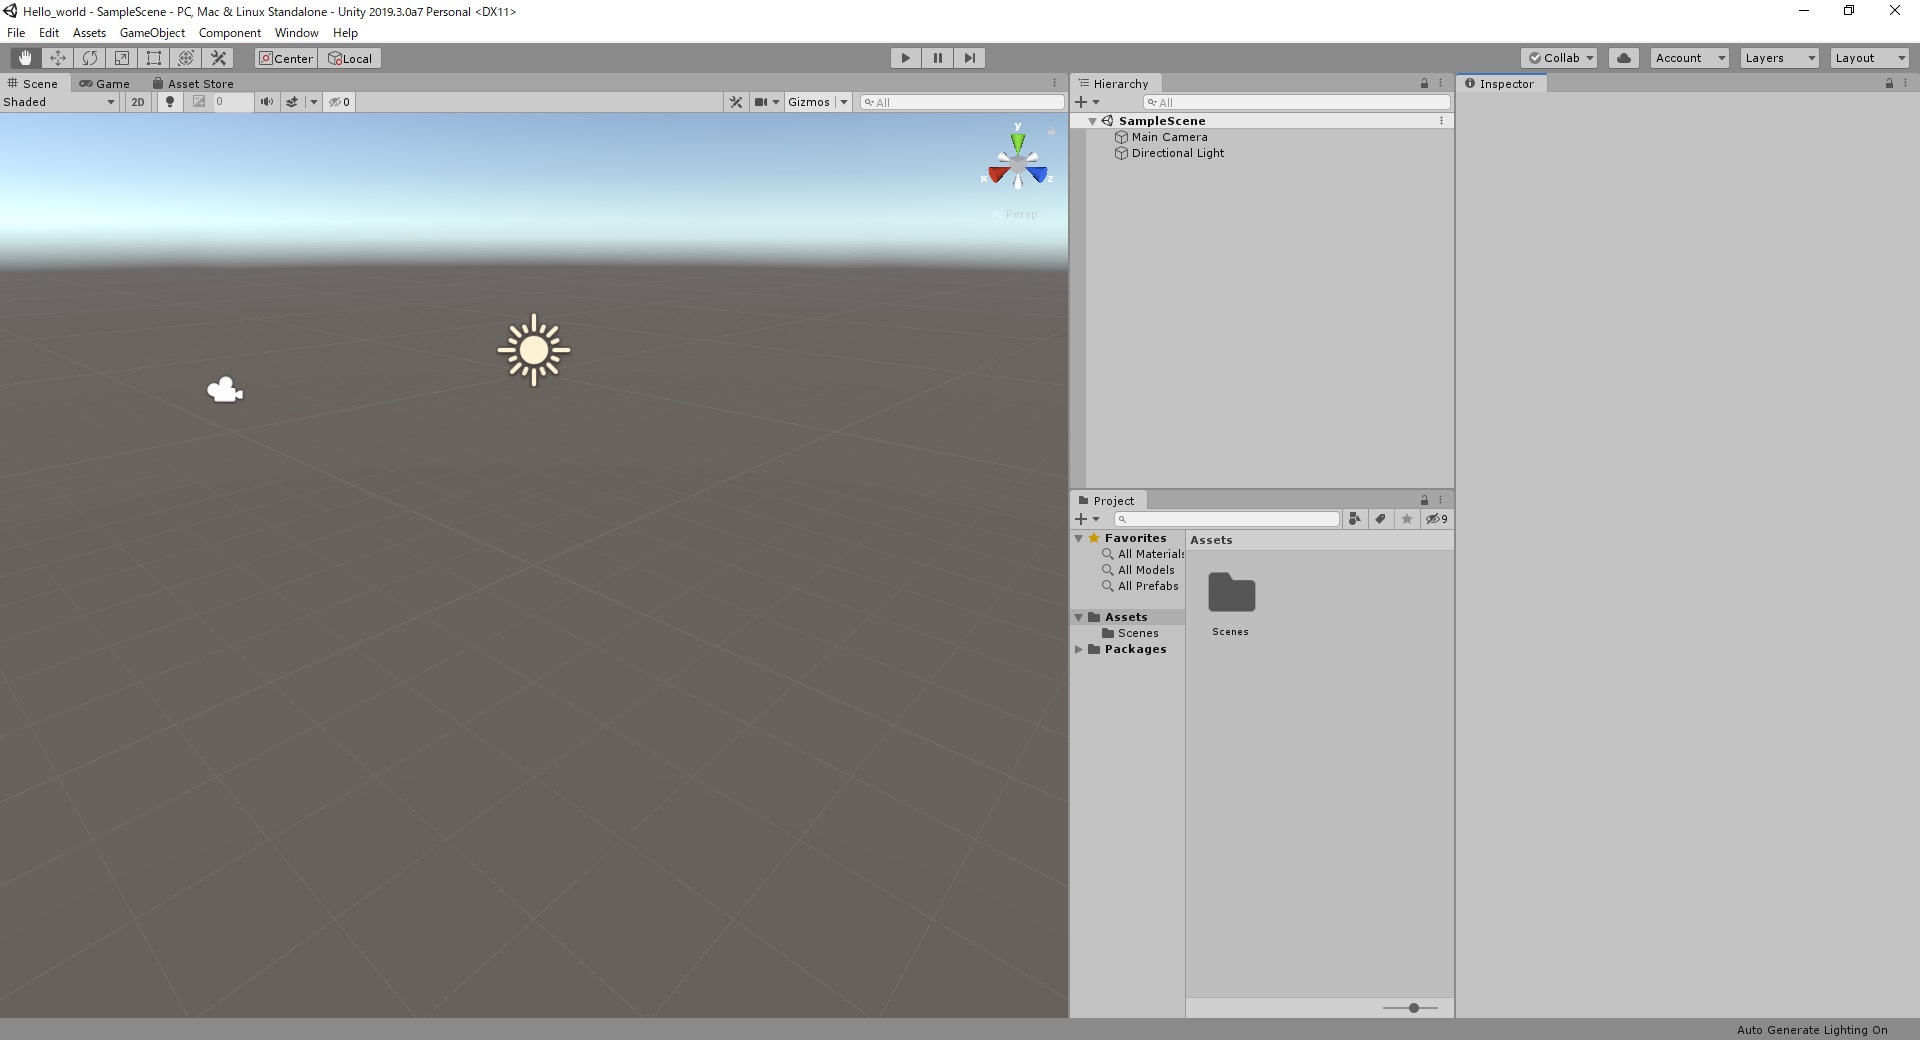 Hello_world - SampleScene - PC, Mac & Linux Standalone - Unity 2019.3.0a7 Personal <DX11>
File Edit Assets GameObject Component Window Help
Center Local Collab Account Layers Layout
Scene Game Asset Store
Shaded 2D 0 0 Gizmos All
y
x z
Persp
Hierarchy
All
SampleScene
Main Camera
Directional Light
Project
9
Favorites
All Materials
All Models
All Prefabs
Assets
Scenes
Packages
Assets
Scenes
Inspector
Auto Generate Lighting On